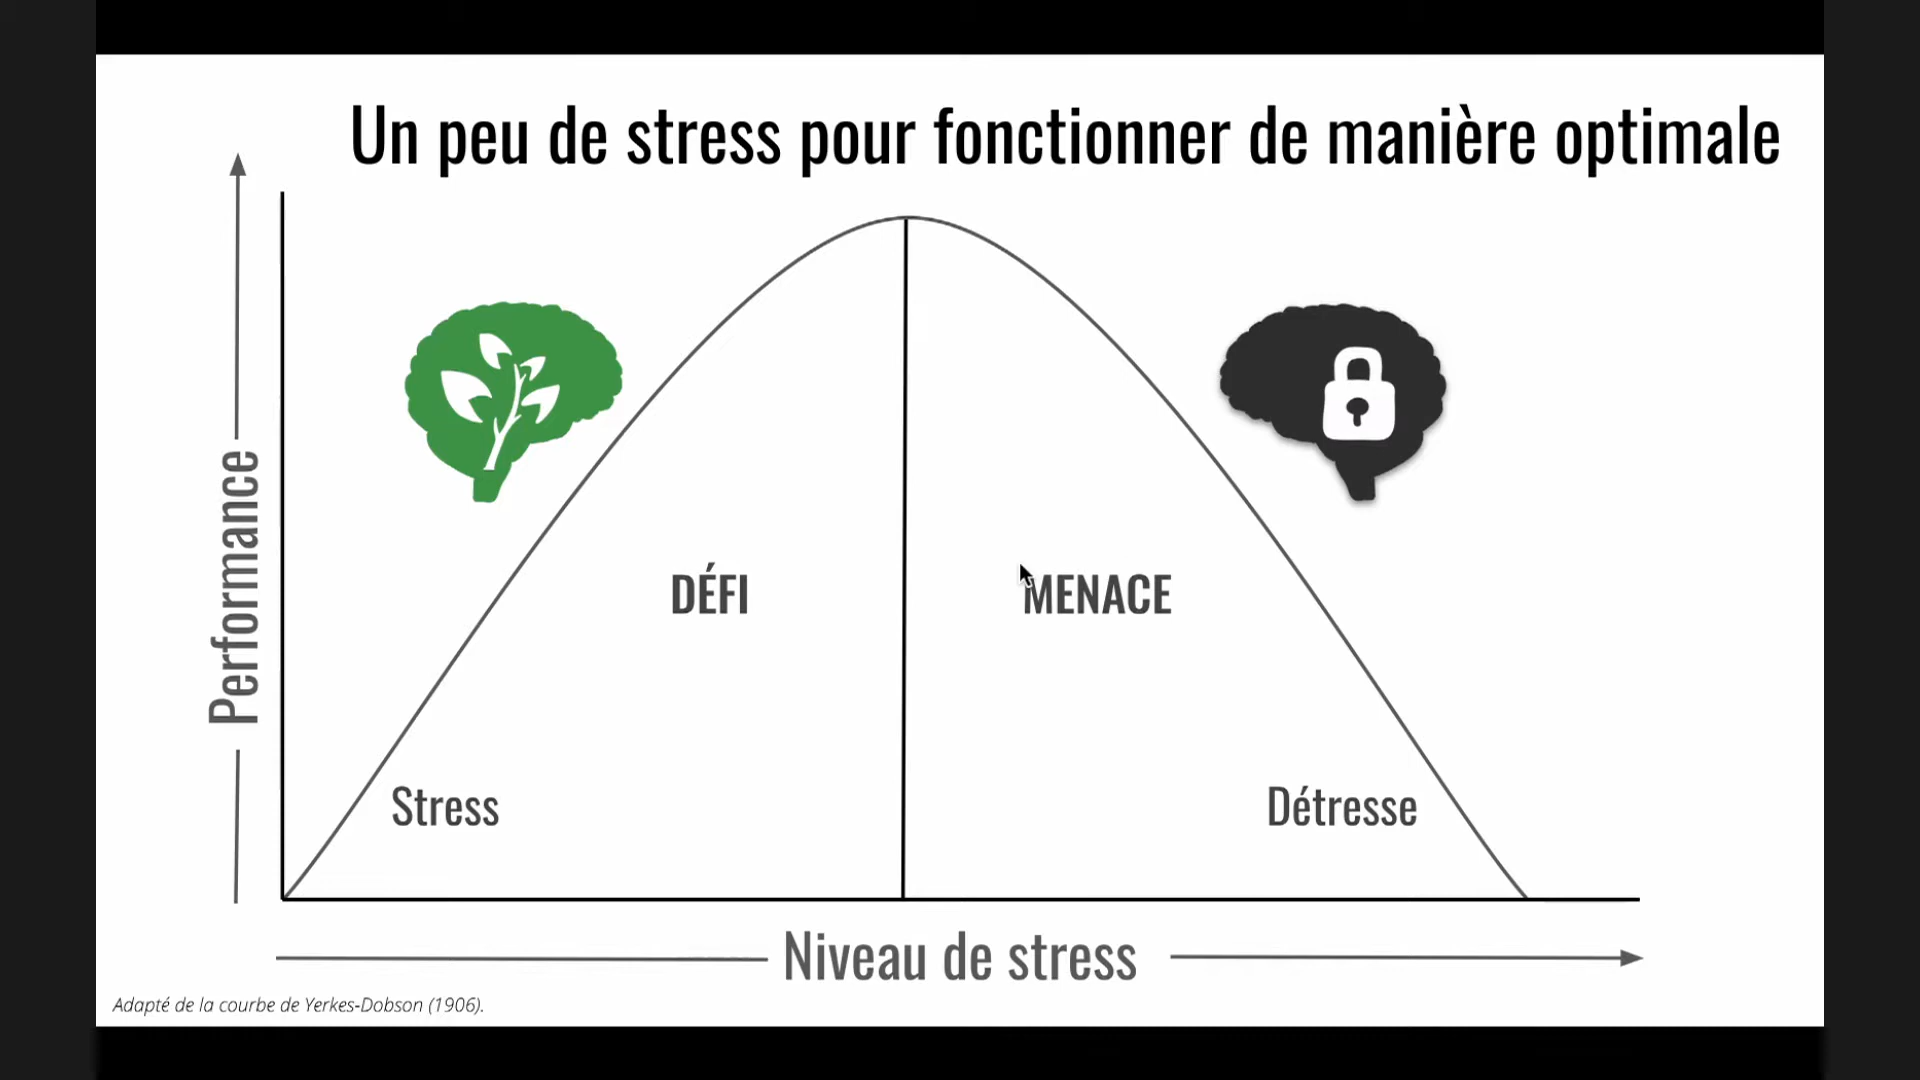 Un peu de stress pour fonctionner de manière optimale
Performance
DÉFI
MENACE
Stress
Détresse
Niveau de stress
Adapté de la courbe de Yerkes-Dobson (1906).